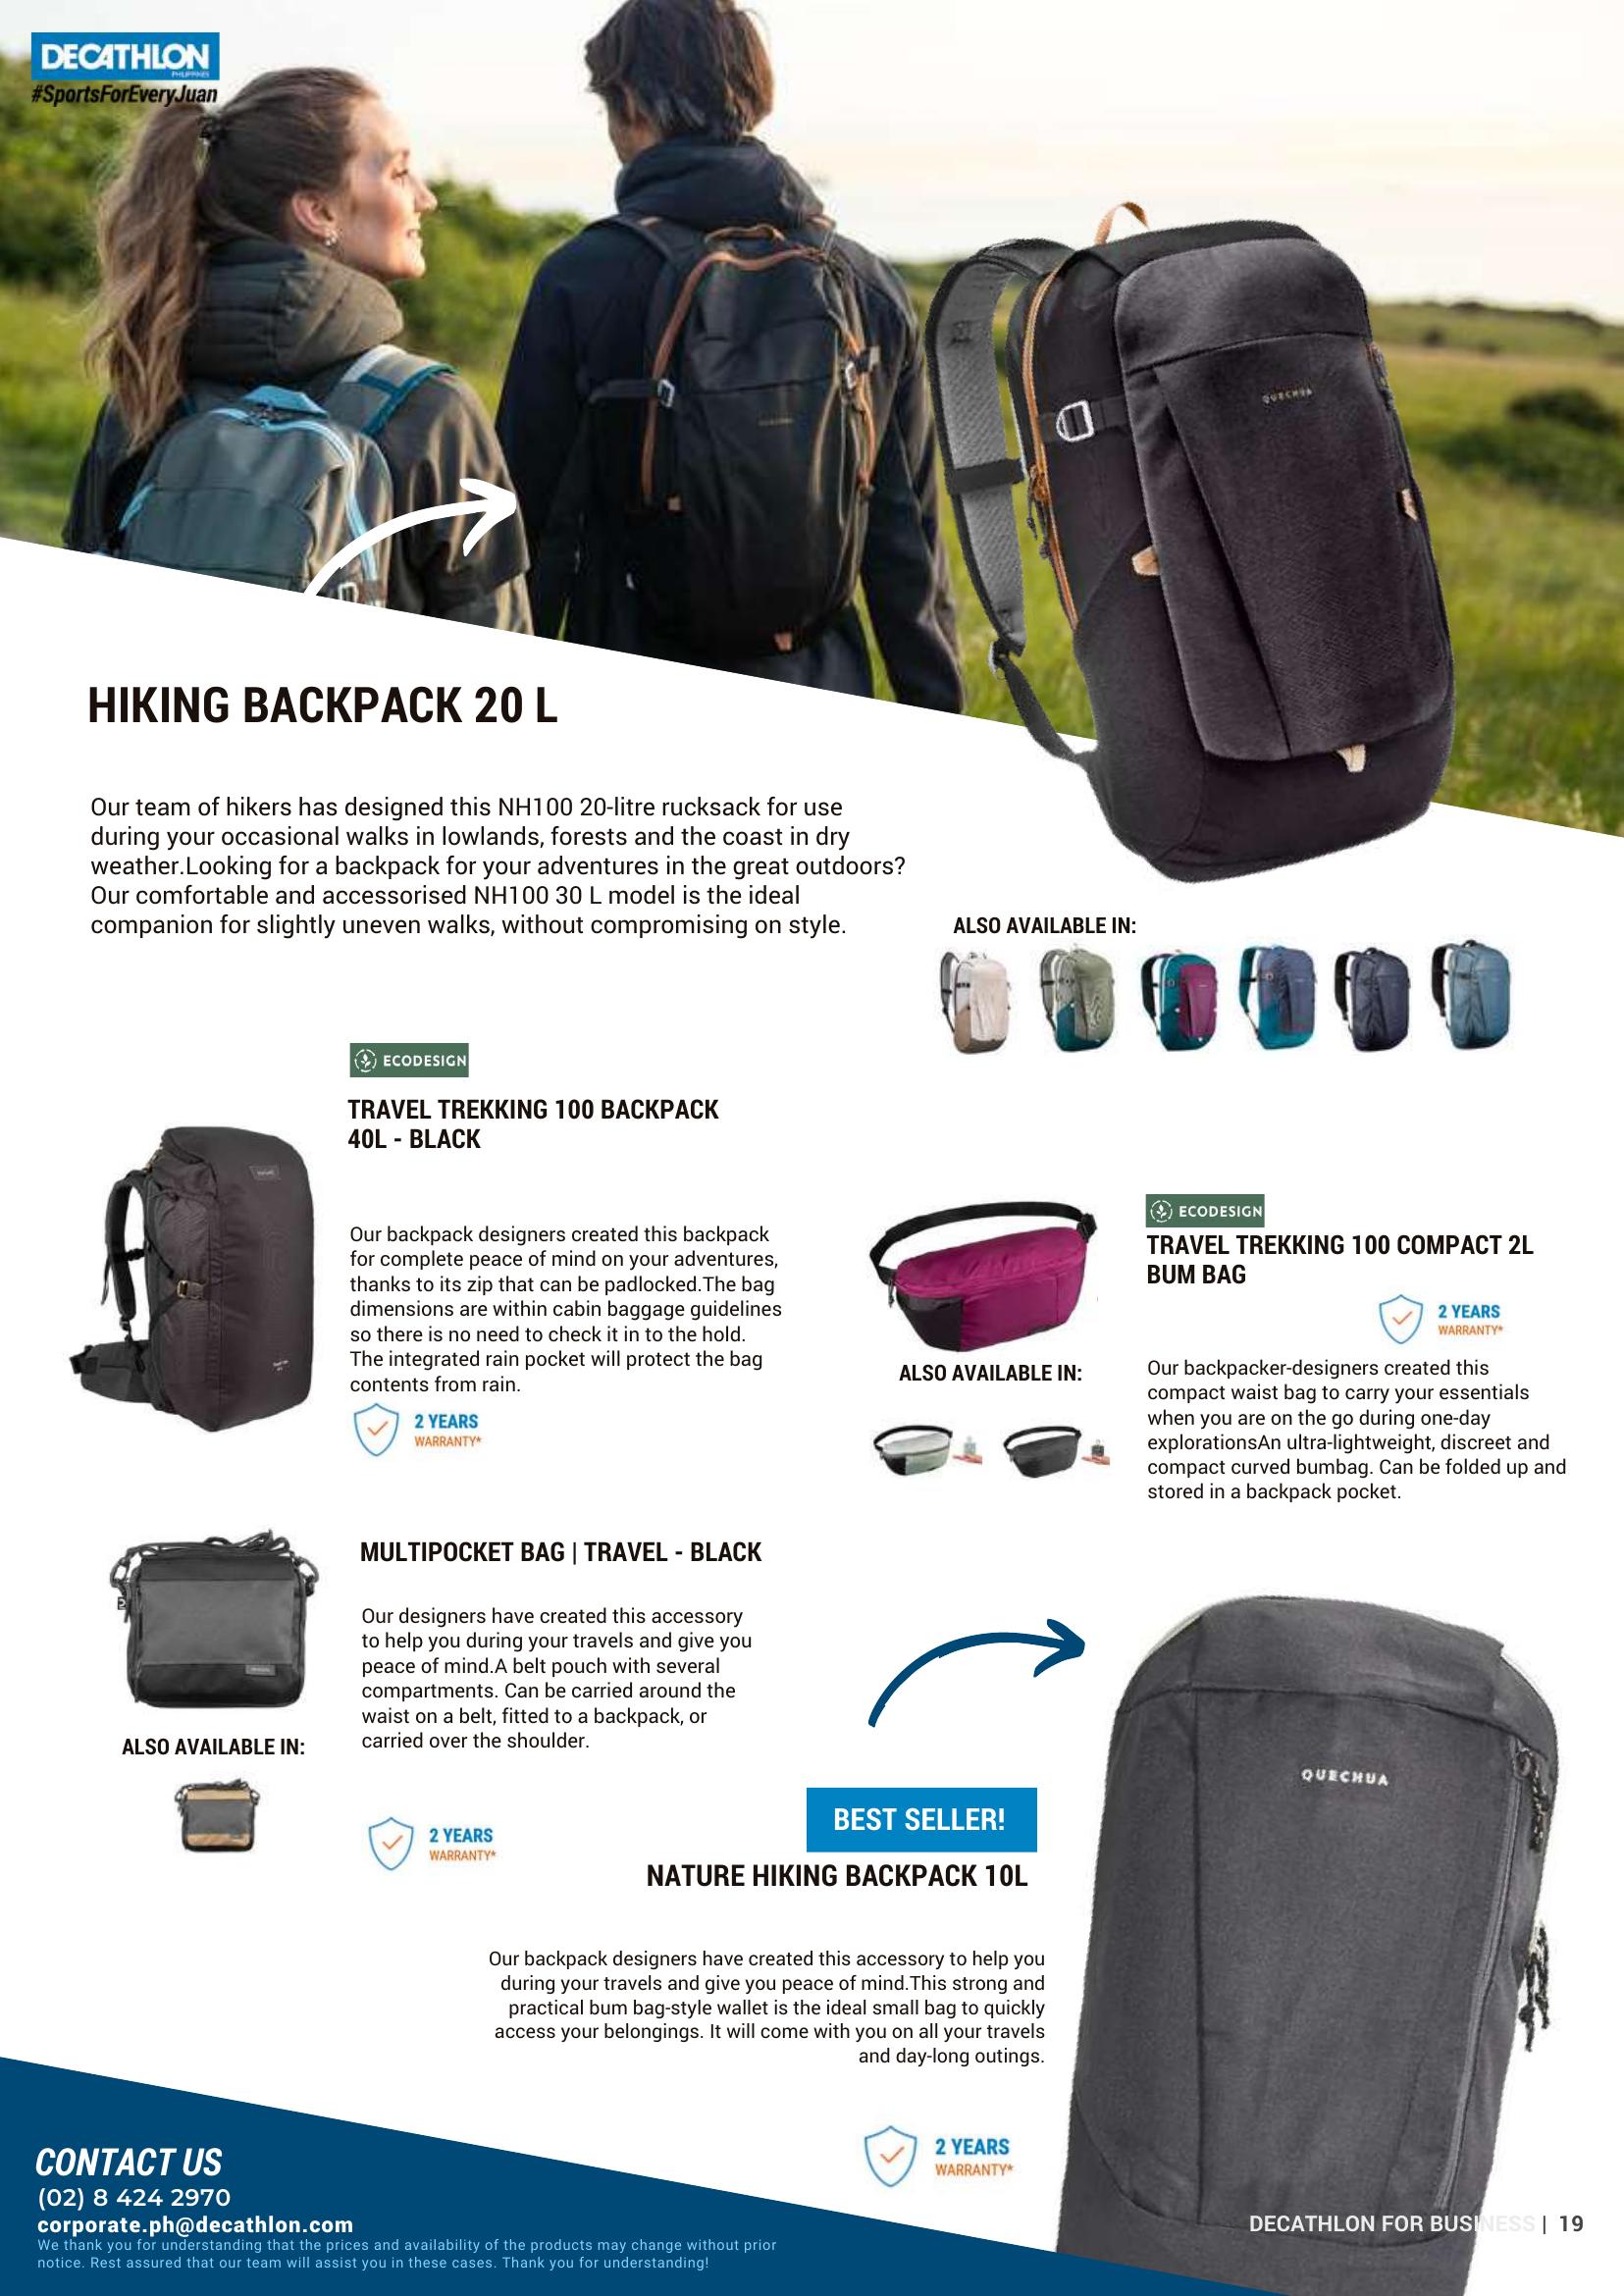 DECATHLON
PHILIPPINES
#SportsForEveryJuan
QUECHUA
HIKING BACKPACK 20 L
Our team of hikers has designed this NH100 20-litre rucksack for use
during your occasional walks in lowlands, forests and the coast in dry
weather.Looking for a backpack for your adventures in the great outdoors?
Our comfortable and accessorised NH100 30 L model is the ideal
companion for slightly uneven walks, without compromising on style.
ALSO AVAILABLE IN:
ECODESIGN
TRAVEL TREKKING 100 BACKPACK
40L - BLACK
Our backpack designers created this backpack
for complete peace of mind on your adventures,
thanks to its zip that can be padlocked.The bag
dimensions are within cabin baggage guidelines
so there is no need to check it in to the hold.
The integrated rain pocket will protect the bag
contents from rain.
2 YEARS
WARRANTY*
ECODESIGN
TRAVEL TREKKING 100 COMPACT 2L
BUM BAG
2 YEARS
WARRANTY*
ALSO AVAILABLE IN:
Our backpacker-designers created this
compact waist bag to carry your essentials
when you are on the go during one-day
explorationsAn ultra-lightweight, discreet and
compact curved bumbag. Can be folded up and
stored in a backpack pocket.
MULTIPOCKET BAG | TRAVEL - BLACK
Our designers have created this accessory
to help you during your travels and give you
peace of mind.A belt pouch with several
compartments. Can be carried around the
waist on a belt, fitted to a backpack, or
carried over the shoulder.
ALSO AVAILABLE IN:
2 YEARS
WARRANTY*
BEST SELLER!
NATURE HIKING BACKPACK 10L
QUECHUA
Our backpack designers have created this accessory to help you
during your travels and give you peace of mind.This strong and
practical bum bag-style wallet is the ideal small bag to quickly
access your belongings. It will come with you on all your travels
and day-long outings.
2 YEARS
WARRANTY*
CONTACT US
(02) 8 424 2970
corporate.ph@decathlon.com
We thank you for understanding that the prices and availability of the products may change without prior
notice. Rest assured that our team will assist you in these cases. Thank you for understanding!
DECATHLON FOR BUSINESS | 19